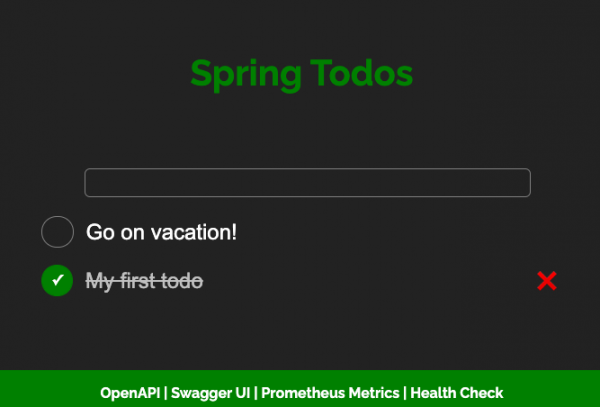 Spring Todos
Go on vacation!
My first todo
OpenAPI | Swagger UI | Prometheus Metrics | Health Check